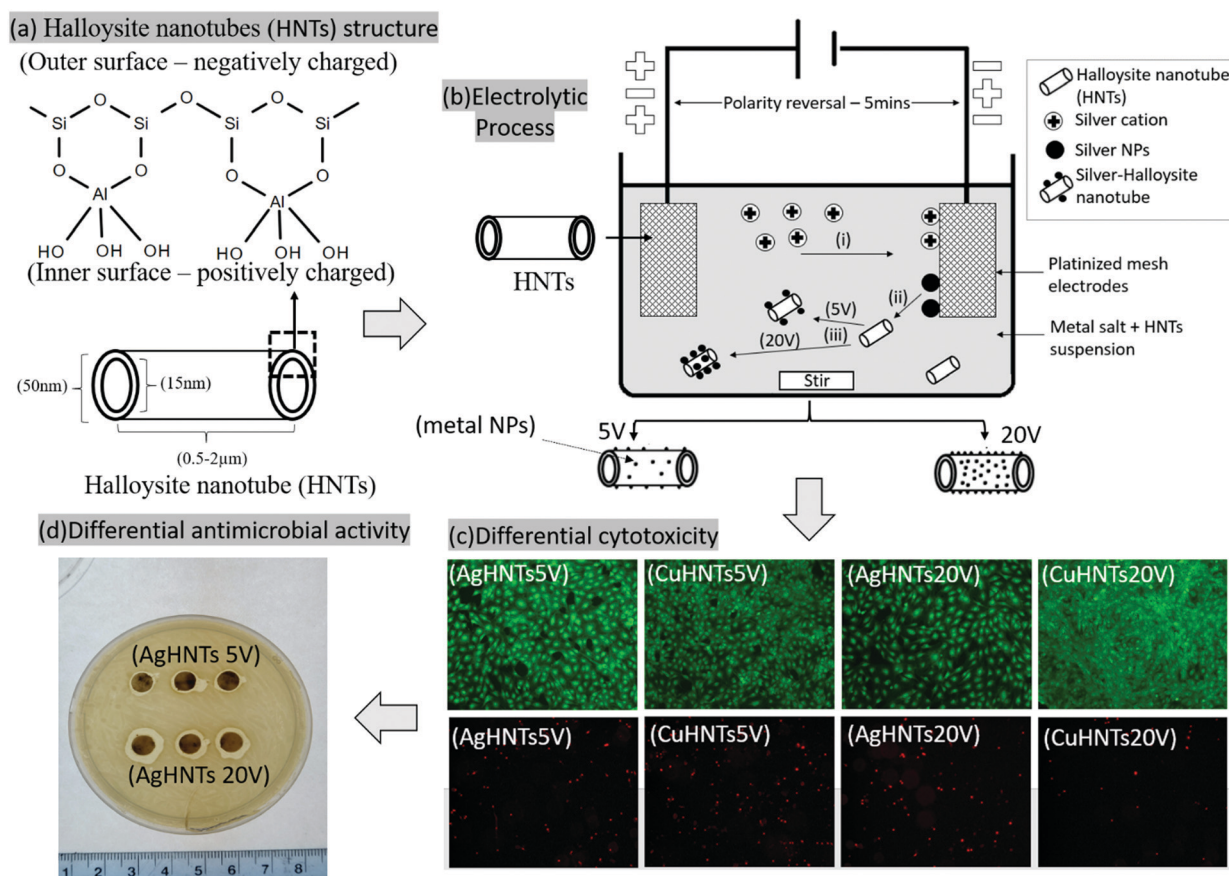 (a) Halloysite nanotubes (HNTs) structure
(Outer surface – negatively charged)
O O O
Si Si Si Si
O O O O
O O
Al Al
HO OH OH HO OH OH
(Inner surface – positively charged)
(50nm)
(15nm)
(0.5-2μm)
Halloysite nanotube (HNTs)
(b)Electrolytic
Process
Polarity reversal – 5mins
HNTs
(i)
(ii)
(5V)
(iii)
(20V)
Stir
Halloysite nanotube
(HNTs)
Silver cation
Silver NPs
Silver-Halloysite
nanotube
Platinized mesh
electrodes
Metal salt + HNTs
suspension
(metal NPs)
5V
20V
(c)Differential cytotoxicity
(AgHNTs5V) (CuHNTs5V) (AgHNTs20V) (CuHNTs20V)
(AgHNTs5V) (CuHNTs5V) (AgHNTs20V) (CuHNTs20V)
(d)Differential antimicrobial activity
(AgHNTs 5V)
(AgHNTs 20V)
1 2 3 4 5 6 7 8